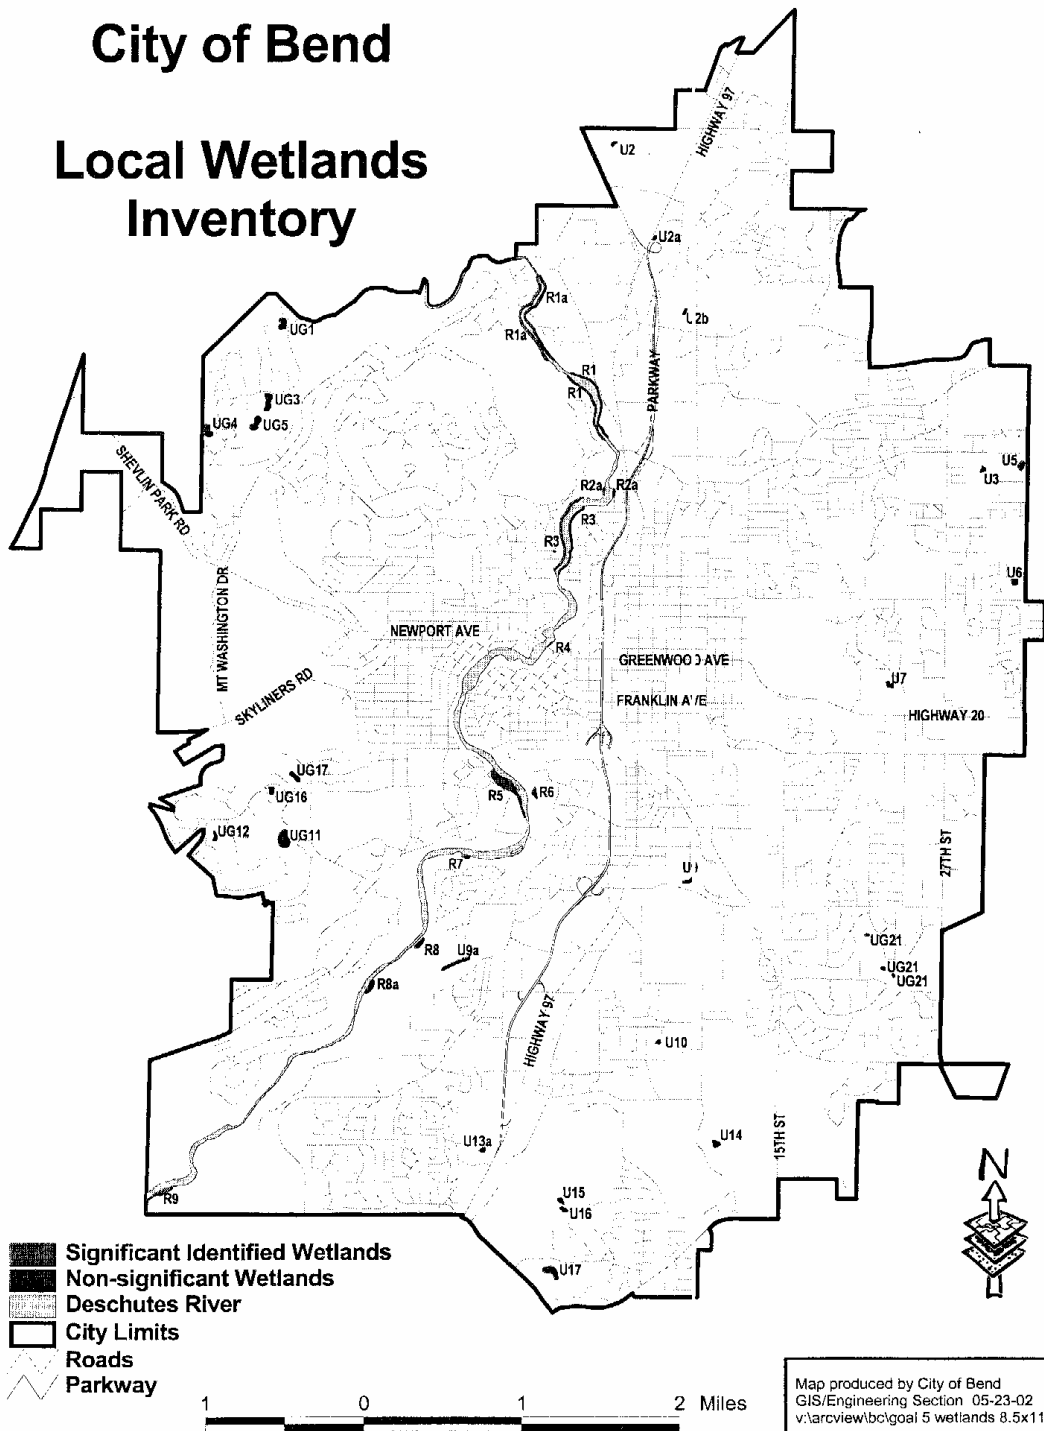 City of Bend
Local Wetlands
Inventory
HIGHWAY 97
U2
U2a
R1a
2b
UG1
R1a
R1
R1
PARKWAY
UG3
UG4
UG5
SHEVLIN PARK RD
U5
U3
R2a
R2a
R3
R3
U6
MT WASHINGTON DR
NEWPORT AVE
R4
GREENWOOD AVE
U7
SKYLINERS RD
FRANKLIN AVE
HIGHWAY 20
UG17
UG16
R5
R6
UG12
UG11
R7
27TH ST
R8
U9a
UG21
UG21
UG21
R8a
HIGHWAY 97
U10
U13a
U14
15TH ST
R9
U15
U16
U17
N
Significant Identified Wetlands
Non-significant Wetlands
Deschutes River
City Limits
Roads
Parkway
1 0 1 2 Miles
Map produced by City of Bend
GIS/Engineering Section 05-23-02
v:\arcview\bc\goal 5 wetlands 8.5x11